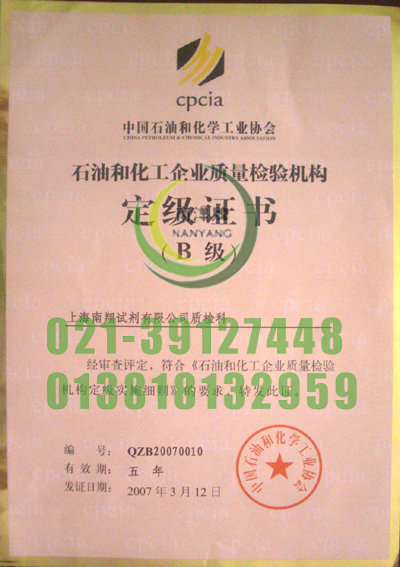 cpcia
中国石油和化学工业协会
CHINA PETROLEUM & CHEMICAL INDUSTRY ASSOCIATION
石油和化工企业质量检验机构
定级证书
NANYANG
(B 级)
上海南翔试剂有限公司质检科
021-39127448
经审查评定,符合《石油和化工企业质量检验
机构定级实施细则》的要求,特发此证。
013818132959
编 号: QZB20070010
有 效 期: 五 年
发证日期: 2007年3月12日
中国石油和化学工业协会